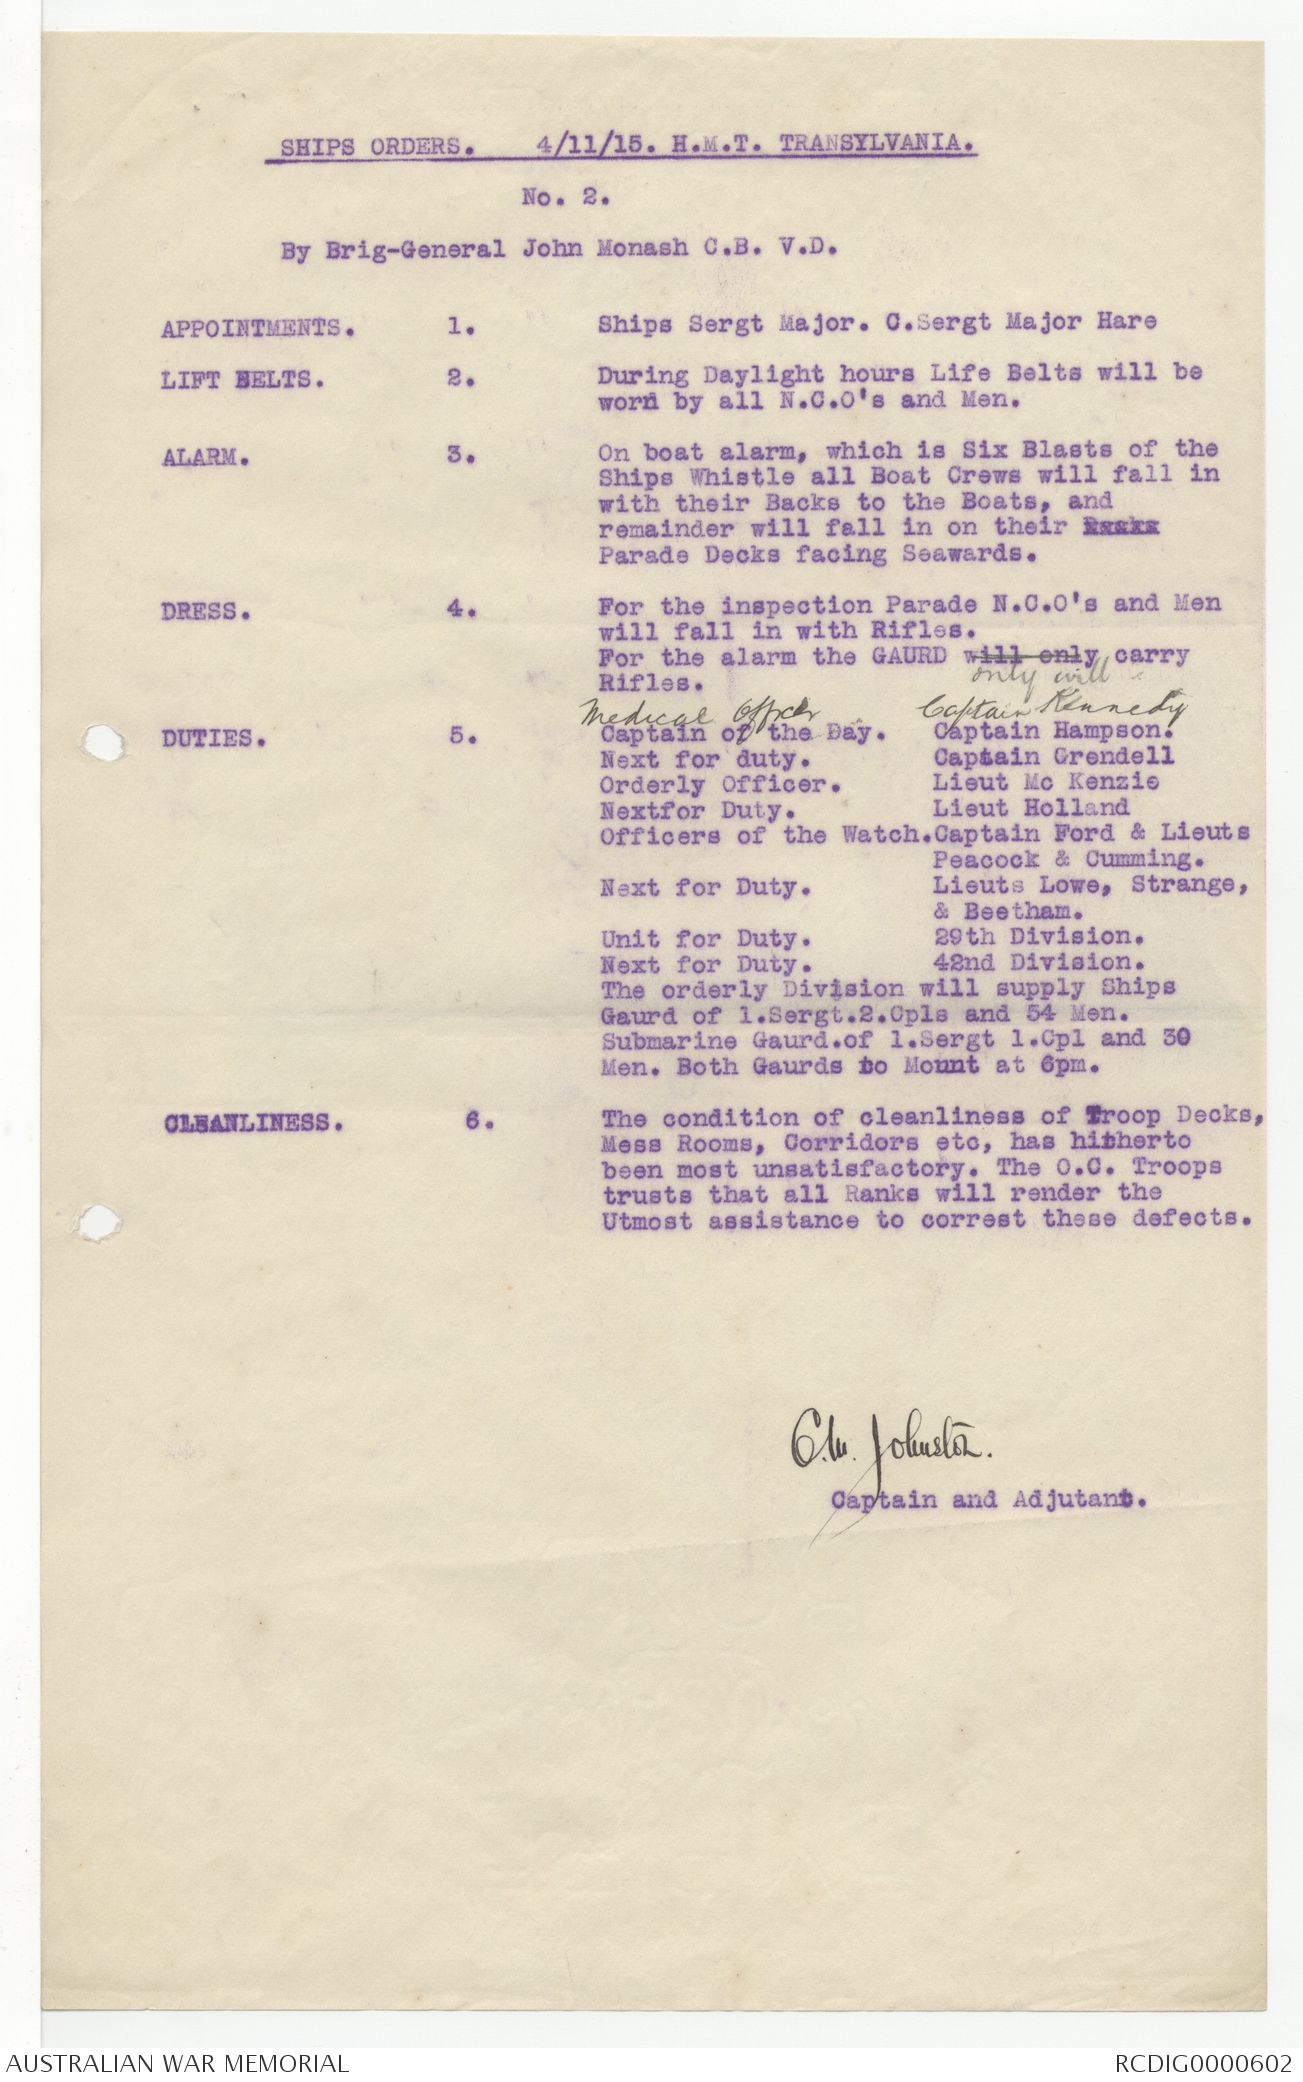 SHIPS ORDERS. 4/11/15. H.M.T. TRANSYLVANIA.
No. 2.
By Brig-General John Monash C.B. V.D.
APPOINTMENTS. 1. Ships Sergt Major. C.Sergt Major Hare
LIFT BELTS. 2. During Daylight hours Life Belts will be
worn by all N.C.O's and Men.
ALARM. 3. On boat alarm, which is Six Blasts of the
Ships Whistle all Boat Crews will fall in
with their Backs to the Boats, and
remainder will fall in on their
Parade Decks facing Seawards.
DRESS. 4. For the inspection Parade N.C.O's and Men
will fall in with Rifles.
For the alarm the GAURD will only carry
only will
Rifles.
Medical Officer Captain Kennedy
DUTIES. 5. Captain of the Day. Captain Hampson.
Next for duty. Captain Grendell
Orderly Officer. Lieut Mc Kenzie
Nextfor Duty. Lieut Holland
Officers of the Watch.Captain Ford & Lieuts
Peacock & Cumming.
Next for Duty. Lieuts Lowe, Strange,
& Beetham.
Unit for Duty. 29th Division.
Next for Duty. 42nd Division.
The orderly Division will supply Ships
Gaurd of 1.Sergt.2.Cpls and 54 Men.
Submarine Gaurd.of 1.Sergt 1.Cpl and 30
Men. Both Gaurds to Mount at 6pm.
CLEANLINESS. 6. The condition of cleanliness of Troop Decks,
Mess Rooms, Corridors etc, has hitherto
been most unsatisfactory. The O.C. Troops
trusts that all Ranks will render the
Utmost assistance to correst these defects.
C.M. Johnston.
Captain and Adjutant.
AUSTRALIAN WAR MEMORIAL RCDIG0000602